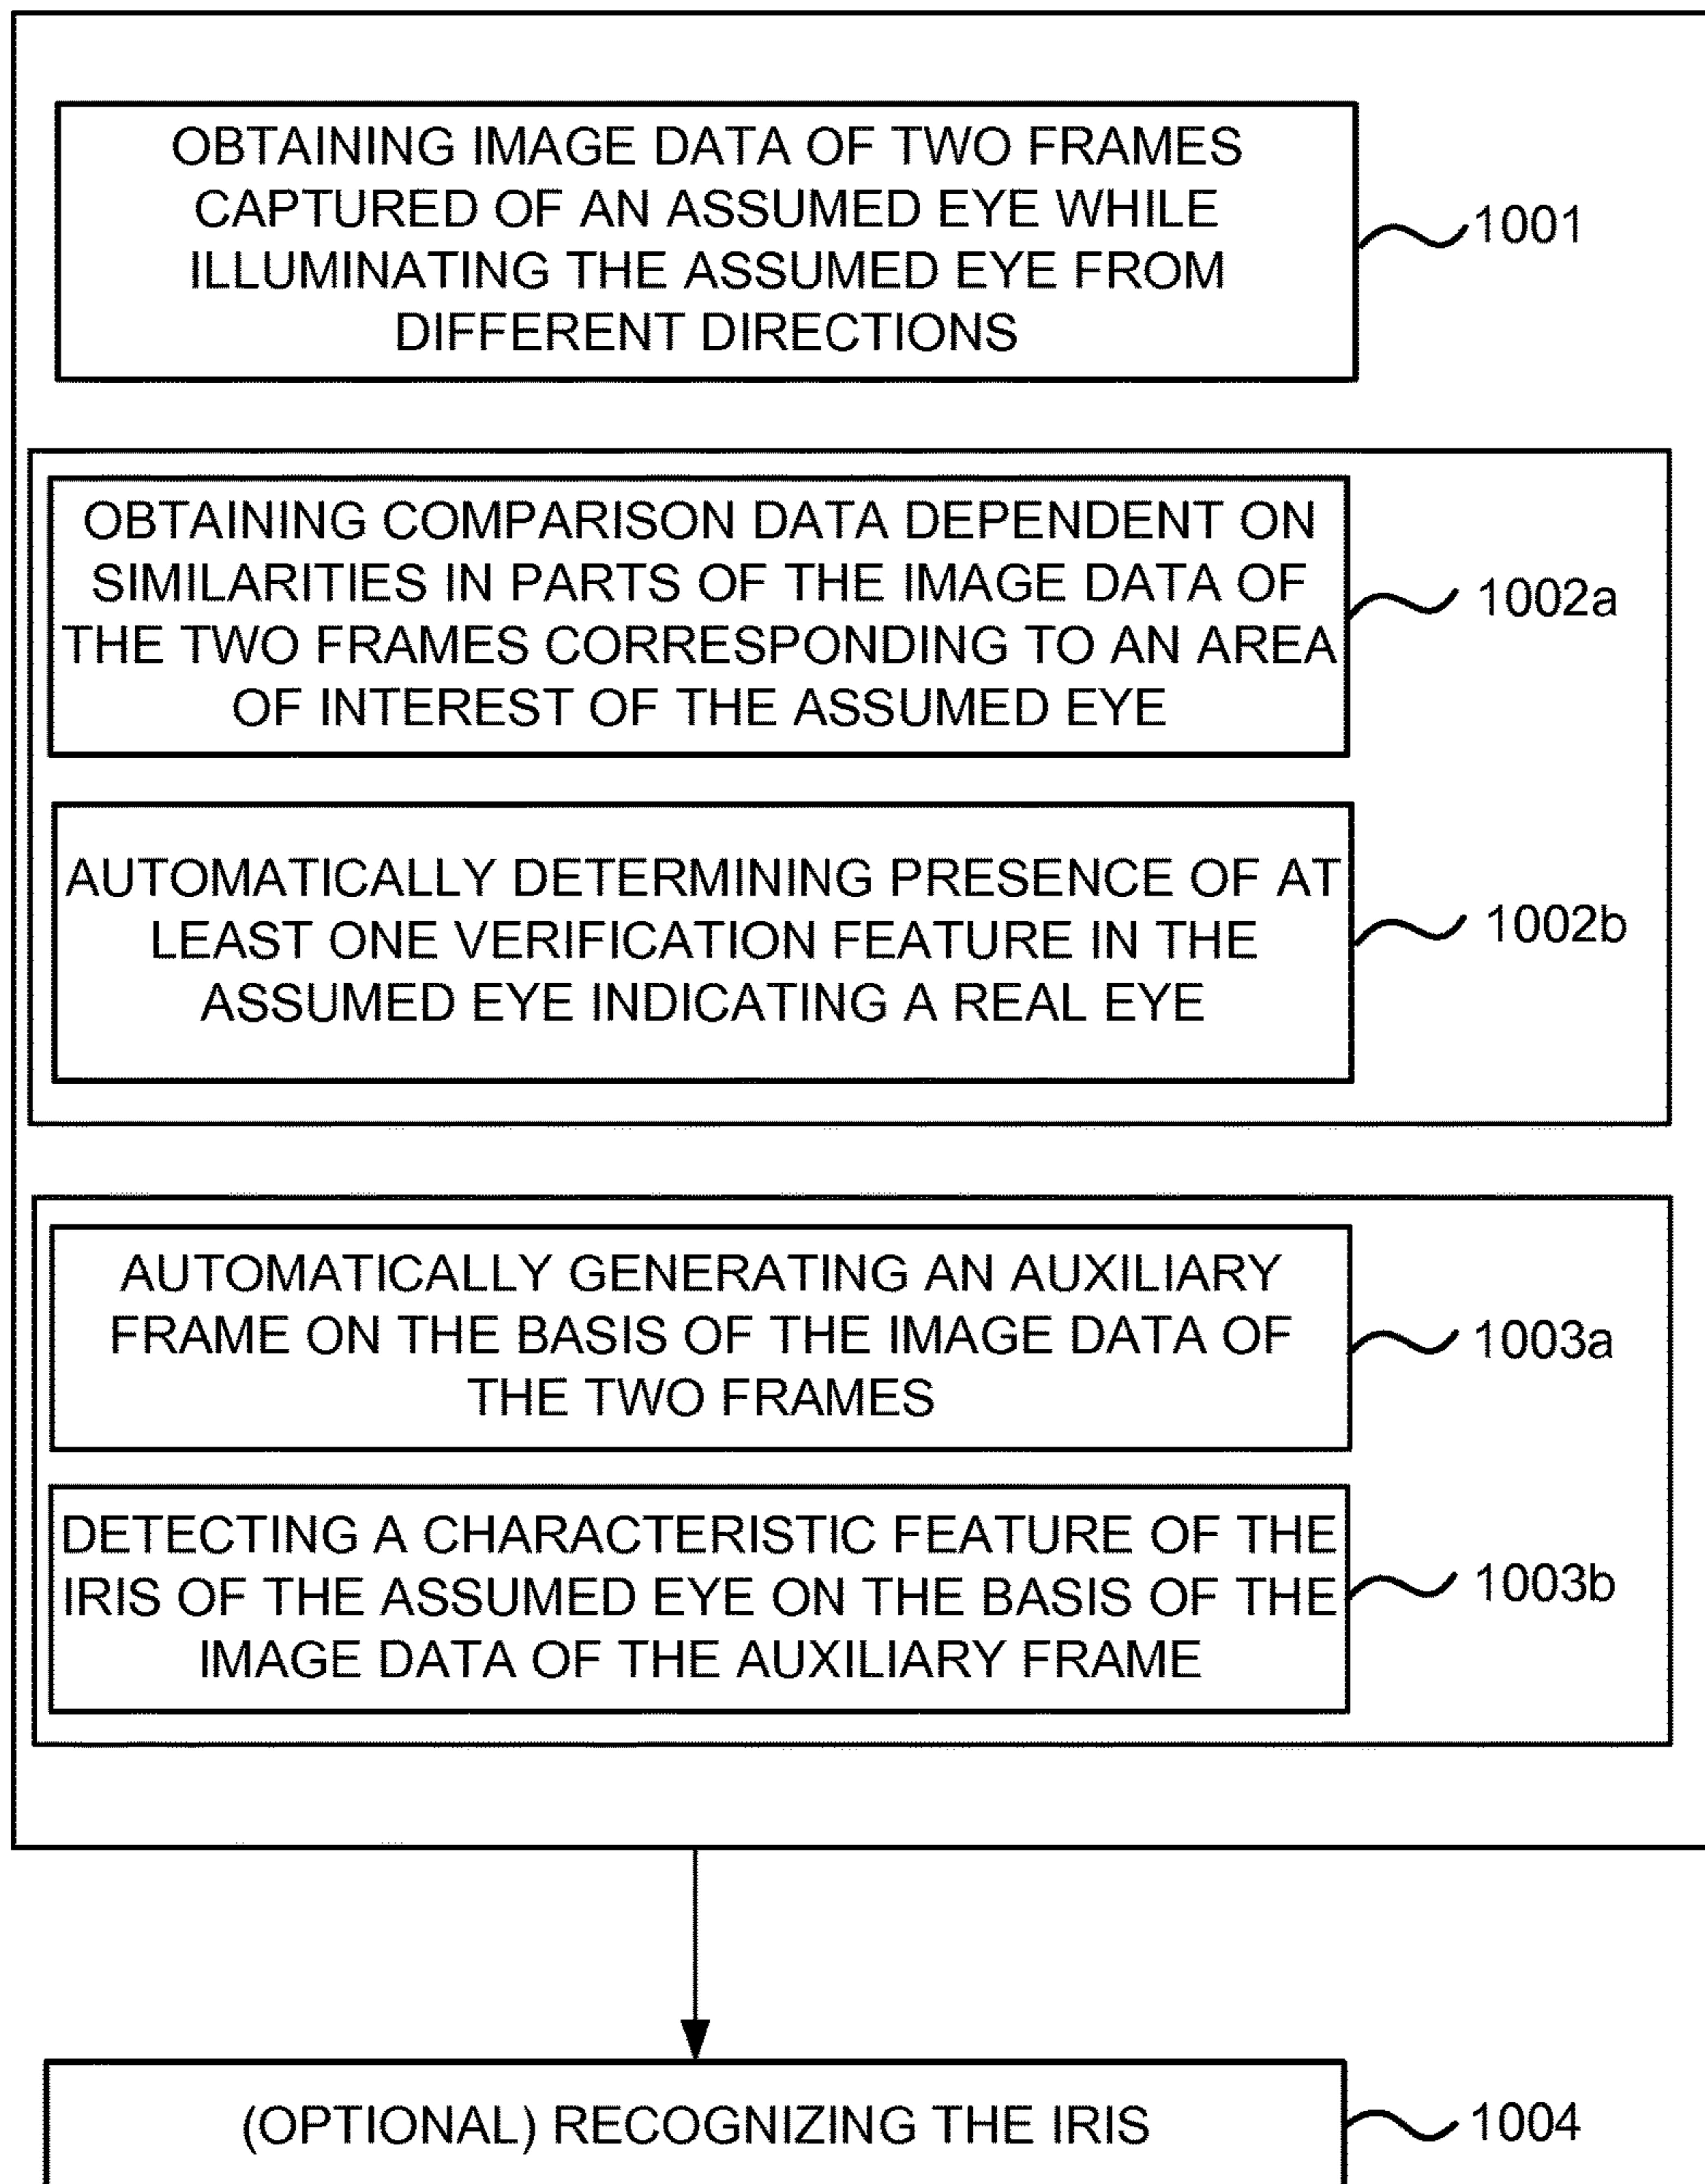 OBTAINING IMAGE DATA OF TWO FRAMES
CAPTURED OF AN ASSUMED EYE WHILE
ILLUMINATING THE ASSUMED EYE FROM
DIFFERENT DIRECTIONS
1001
OBTAINING COMPARISON DATA DEPENDENT ON
SIMILARITIES IN PARTS OF THE IMAGE DATA OF
THE TWO FRAMES CORRESPONDING TO AN AREA
OF INTEREST OF THE ASSUMED EYE
1002a
AUTOMATICALLY DETERMINING PRESENCE OF AT
LEAST ONE VERIFICATION FEATURE IN THE
ASSUMED EYE INDICATING A REAL EYE
1002b
AUTOMATICALLY GENERATING AN AUXILIARY
FRAME ON THE BASIS OF THE IMAGE DATA OF
THE TWO FRAMES
1003a
DETECTING A CHARACTERISTIC FEATURE OF THE
IRIS OF THE ASSUMED EYE ON THE BASIS OF THE
IMAGE DATA OF THE AUXILIARY FRAME
1003b
(OPTIONAL) RECOGNIZING THE IRIS
1004